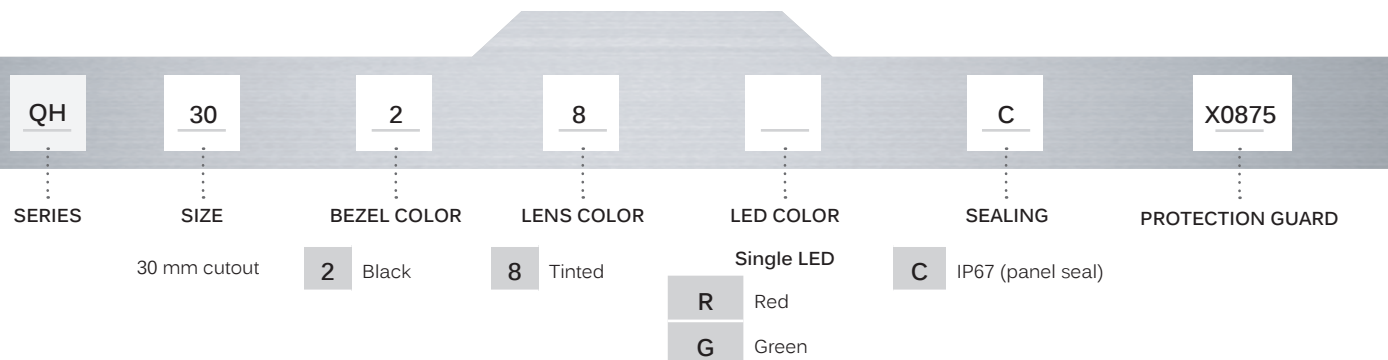 QH 30 2 8 C X0875
SERIES SIZE BEZEL COLOR LENS COLOR LED COLOR SEALING PROTECTION GUARD
Single LED
30 mm cutout 2 Black 8 Tinted C IP67 (panel seal)
R Red
G Green